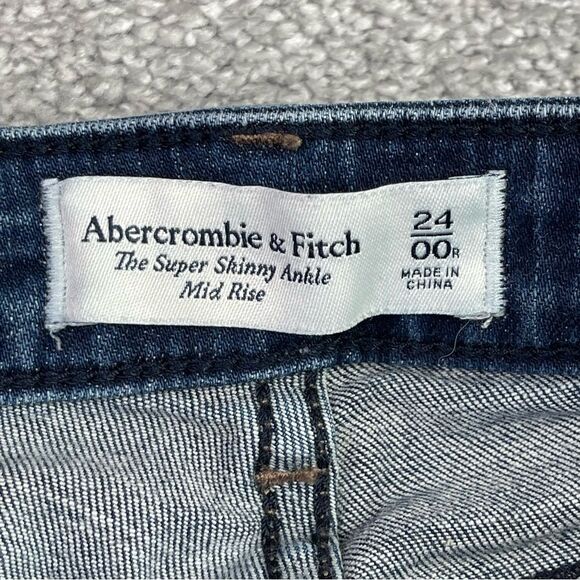 Abercrombie & Fitch
The Super Skinny Ankle
Mid Rise
24
00R
MADE IN
CHINA